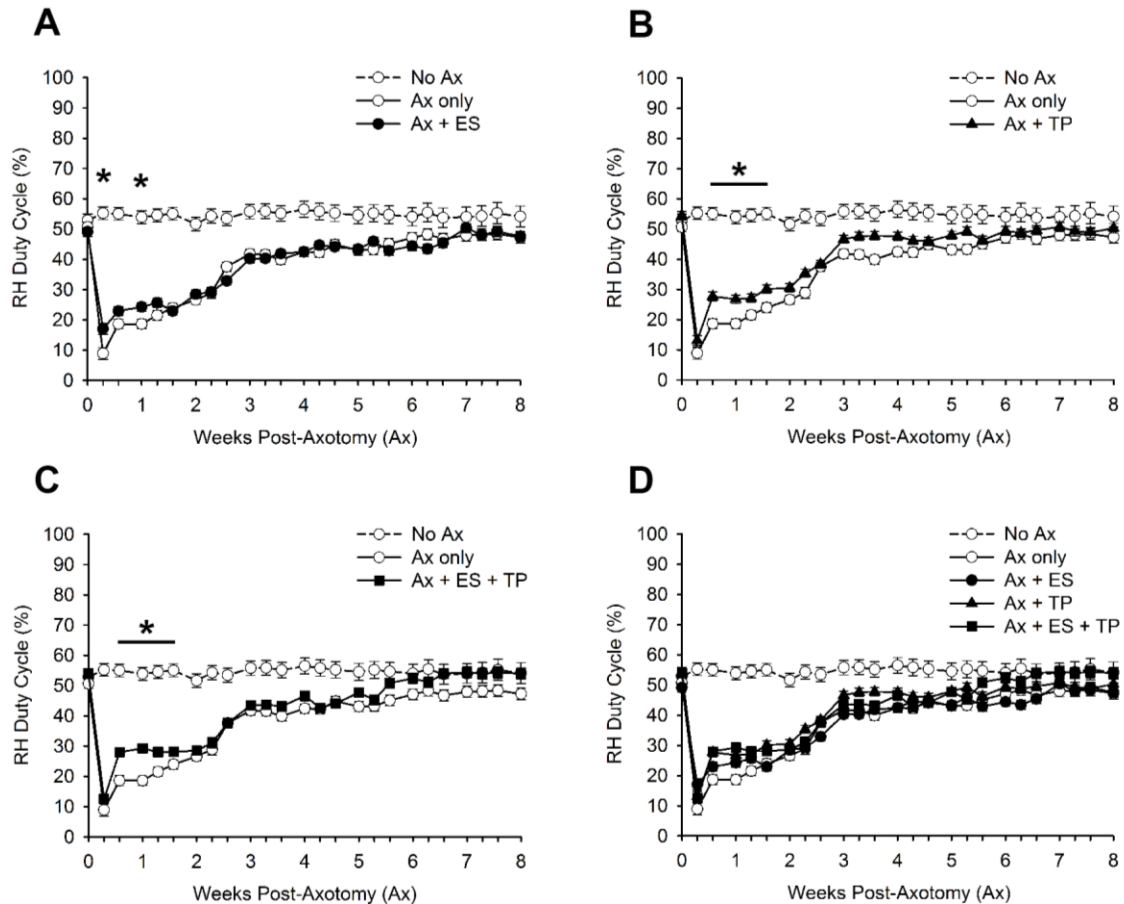 A
RH Duty Cycle (%)
100
90
80
70
60
50
40
30
20
10
0
No Ax
Ax only
Ax + ES
* *
0 1 2 3 4 5 6 7 8
Weeks Post-Axotomy (Ax)
B
RH Duty Cycle (%)
100
90
80
70
60
50
40
30
20
10
0
No Ax
Ax only
Ax + TP
*
0 1 2 3 4 5 6 7 8
Weeks Post-Axotomy (Ax)
C
RH Duty Cycle (%)
100
90
80
70
60
50
40
30
20
10
0
No Ax
Ax only
Ax + ES + TP
*
0 1 2 3 4 5 6 7 8
Weeks Post-Axotomy (Ax)
D
RH Duty Cycle (%)
100
90
80
70
60
50
40
30
20
10
0
No Ax
Ax only
Ax + ES
Ax + TP
Ax + ES + TP
0 1 2 3 4 5 6 7 8
Weeks Post-Axotomy (Ax)